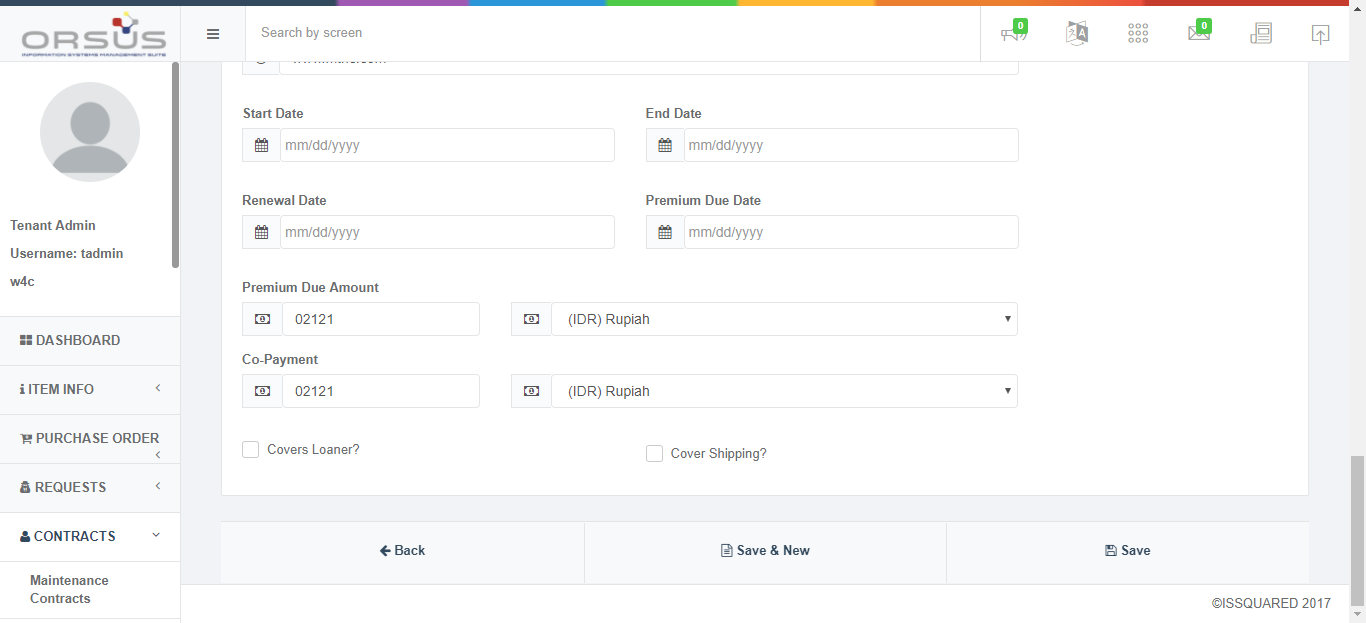 ORSUS
INFORMATION SYSTEMS MANAGEMENT SUITE
Search by screen
0
0
Tenant Admin
Username: tadmin
w4c
DASHBOARD
ITEM INFO
PURCHASE ORDER
REQUESTS
CONTRACTS
Maintenance
Contracts
Start Date
End Date
mm/dd/yyyy
mm/dd/yyyy
Renewal Date
Premium Due Date
mm/dd/yyyy
mm/dd/yyyy
Premium Due Amount
02121
(IDR) Rupiah
Co-Payment
02121
(IDR) Rupiah
Covers Loaner?
Cover Shipping?
Back
Save & New
Save
©ISSQUARED 2017